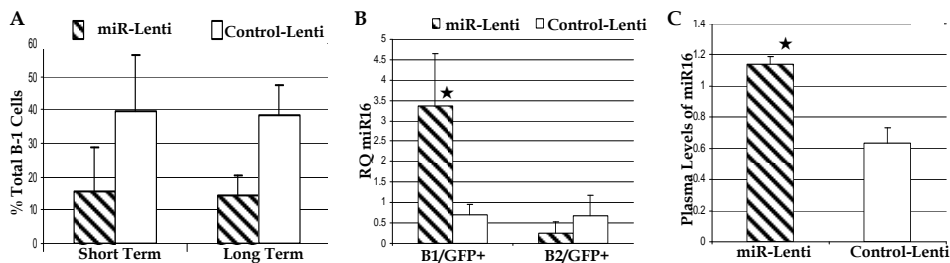 A
miR-Lenti
Control-Lenti
% Total B-1 Cells
60
50
40
30
20
10
0
Short Term
Long Term
B
miR-Lenti
Control-Lenti
RQ miR16
5
4.5
4
3.5
3
2.5
2
1.5
1
0.5
0
B1/GFP+
B2/GFP+
C
Plasma Levels of miR16
1.4
1.2
1
0.8
0.6
0.4
0.2
0
miR-Lenti
Control-Lenti